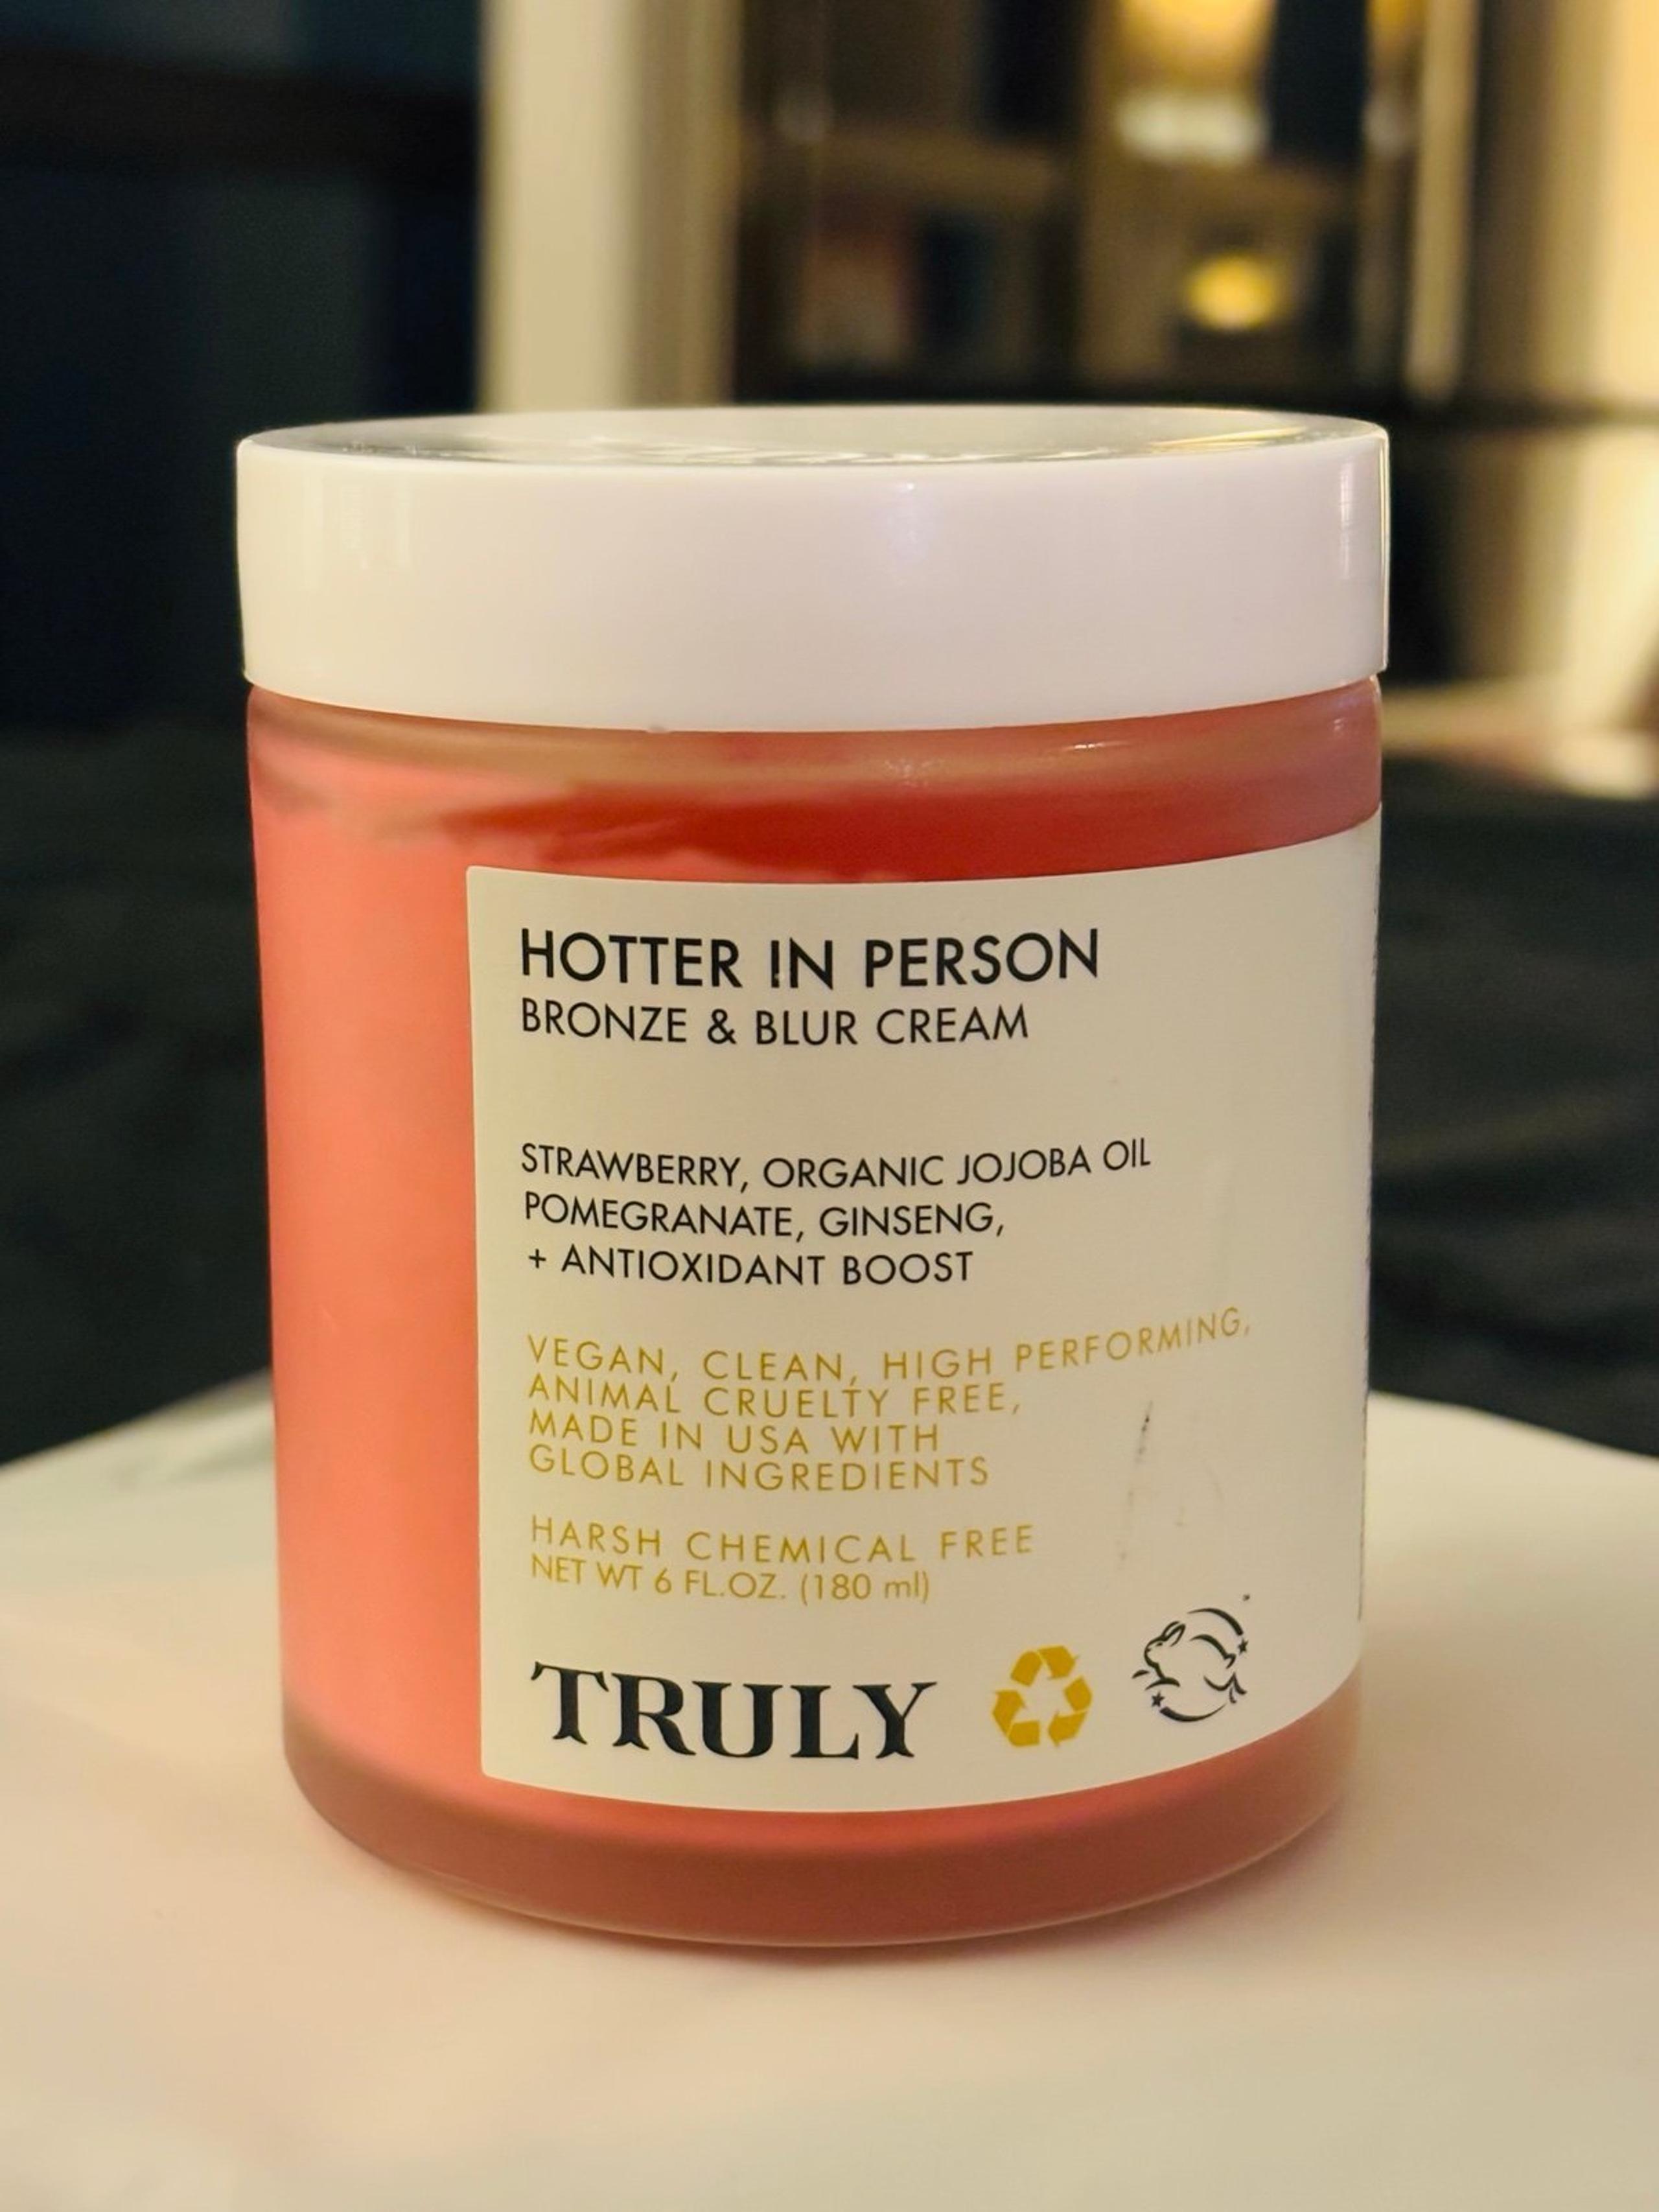 HOTTER IN PERSON
BRONZE & BLUR CREAM
STRAWBERRY, ORGANIC JOJOBA OIL
POMEGRANATE, GINSENG,
+ ANTIOXIDANT BOOST
VEGAN, CLEAN, HIGH PERFORMING,
ANIMAL CRUELTY FREE,
MADE IN USA WITH
GLOBAL INGREDIENTS
HARSH CHEMICAL FREE
NET WT 6 FL.OZ. (180 ml)
TRULY